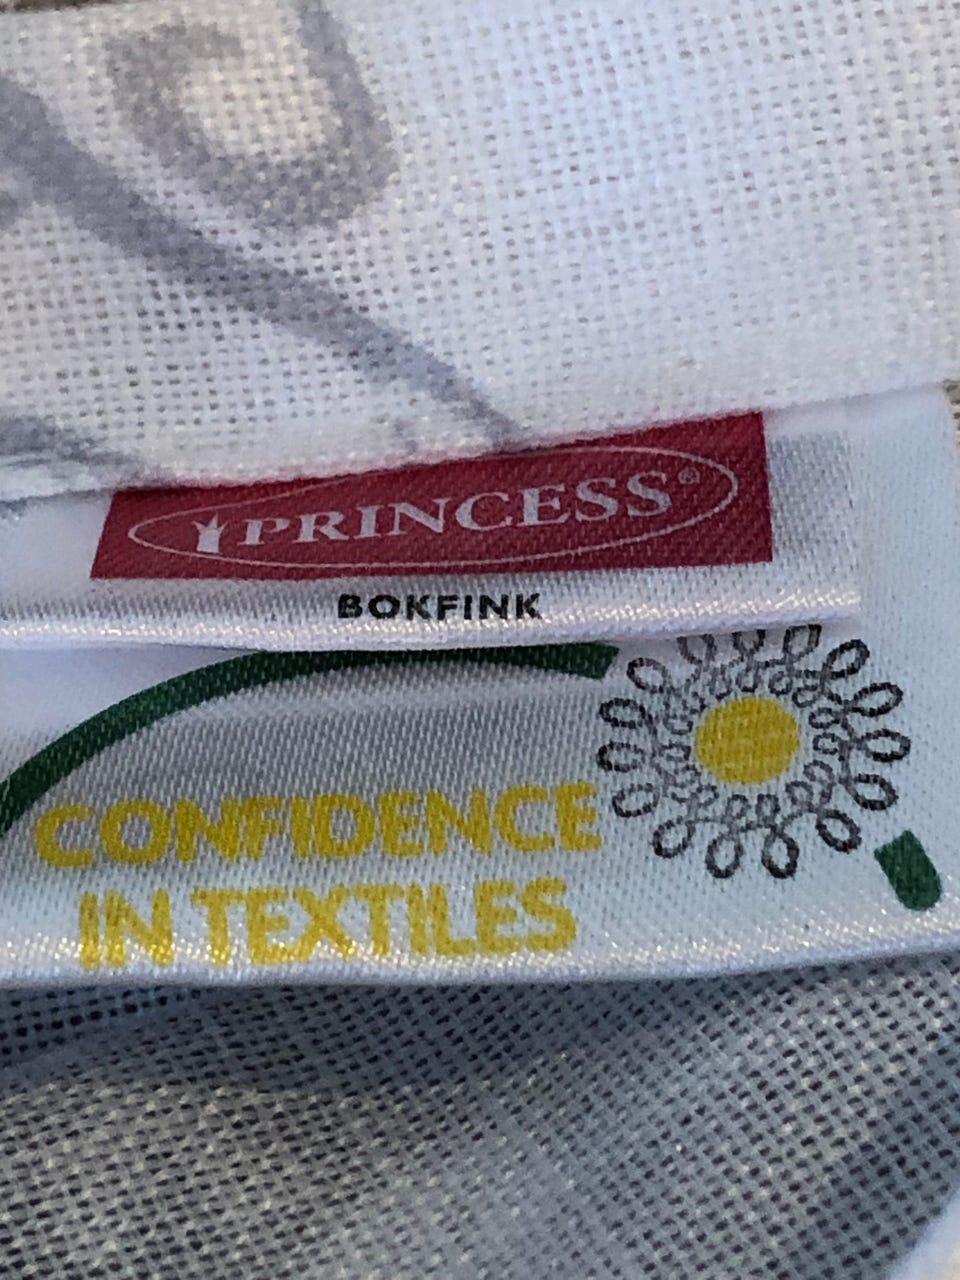 PRINCESS®
BOKFINK
CONFIDENCE
IN TEXTILES